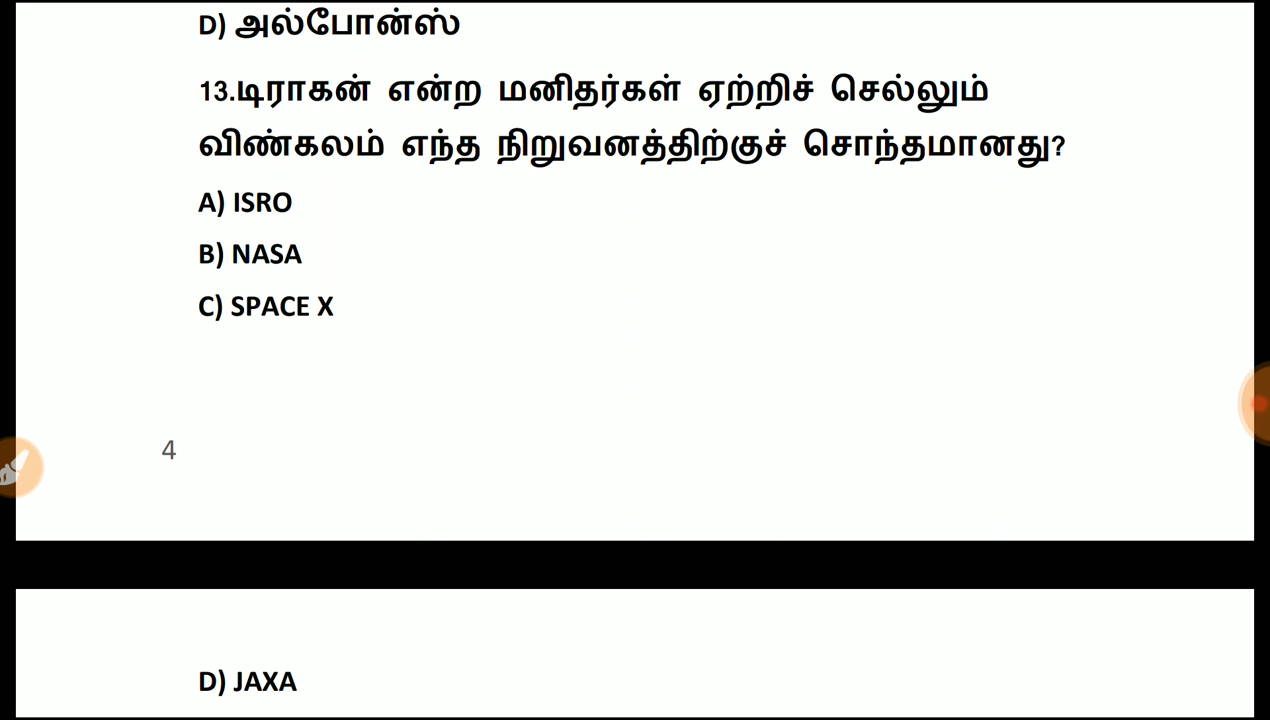 D) அல்போன்ஸ்
13.டிராகன் என்ற மனிதர்கள் ஏற்றிச் செல்லும்
விண்கலம் எந்த நிறுவனத்திற்குச் சொந்தமானது?
A) ISRO
B) NASA
C) SPACE X
4
D) JAXA